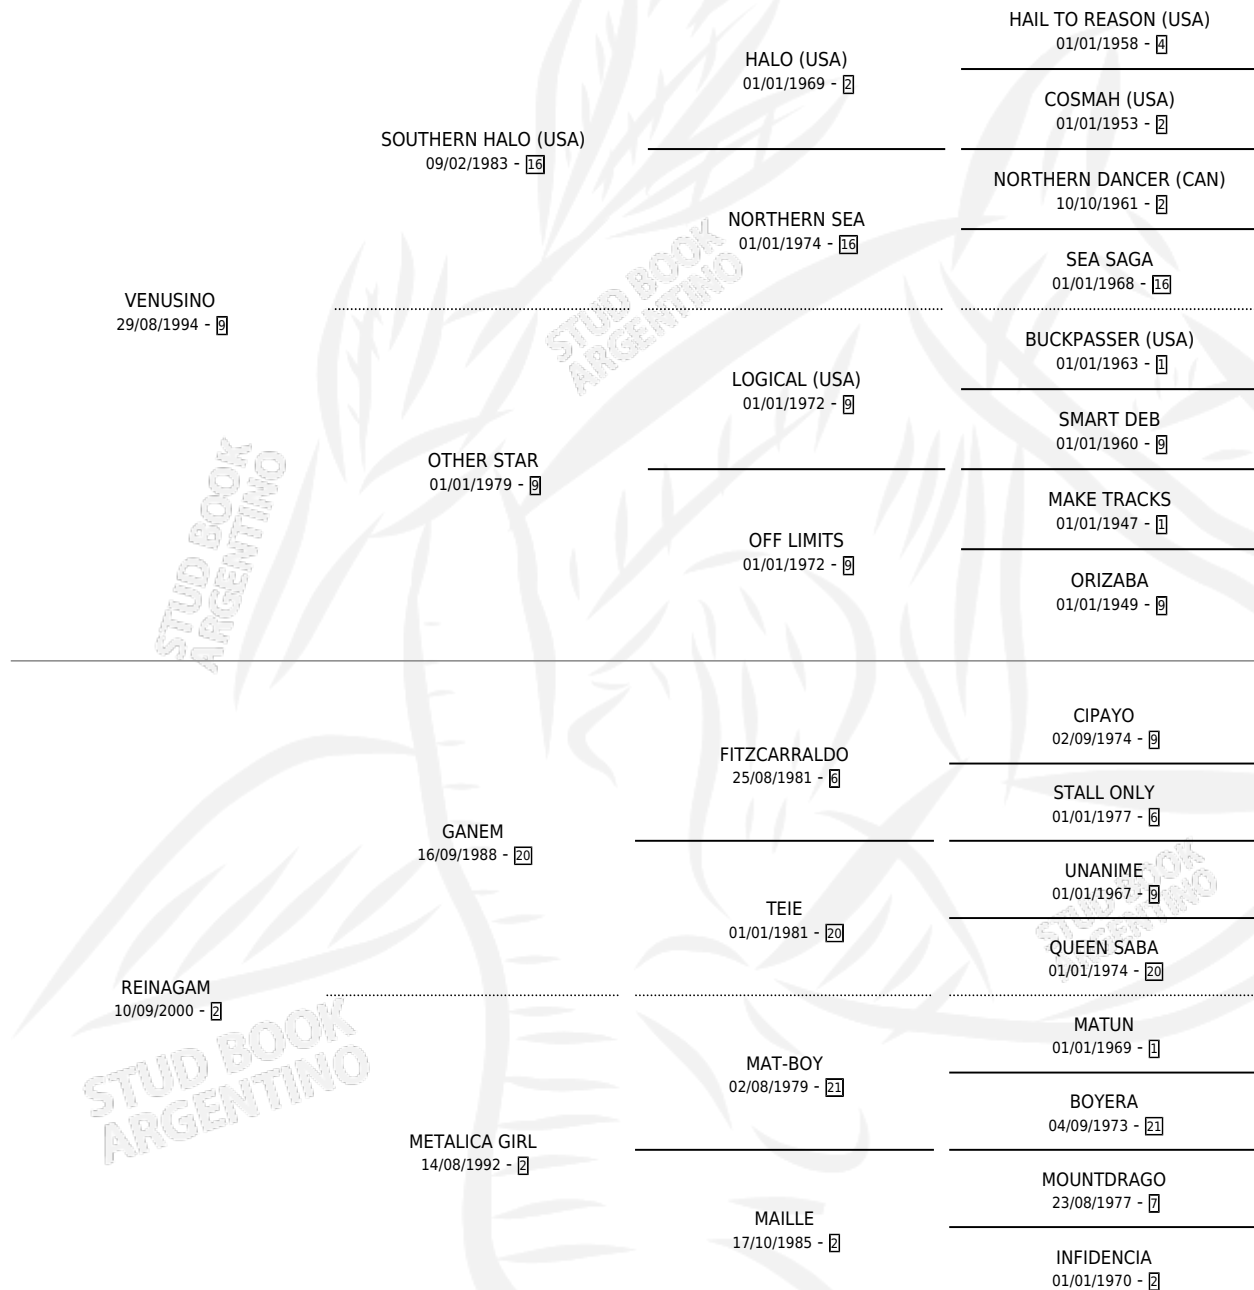 VENUSINO
29/08/1994 - 9
SOUTHERN HALO (USA)
09/02/1983 - 16
HALO (USA)
01/01/1969 - 2
HAIL TO REASON (USA)
01/01/1958 - 4
COSMAH (USA)
01/01/1953 - 2
NORTHERN SEA
01/01/1974 - 16
NORTHERN DANCER (CAN)
10/10/1961 - 2
SEA SAGA
01/01/1968 - 16
OTHER STAR
01/01/1979 - 9
LOGICAL (USA)
01/01/1972 - 9
BUCKPASSER (USA)
01/01/1963 - 1
SMART DEB
01/01/1960 - 9
OFF LIMITS
01/01/1972 - 9
MAKE TRACKS
01/01/1947 - 1
ORIZABA
01/01/1949 - 9
REINAGAM
10/09/2000 - 2
GANEM
16/09/1988 - 20
FITZCARRALDO
25/08/1981 - 6
CIPAYO
02/09/1974 - 9
STALL ONLY
01/01/1977 - 6
TEIE
01/01/1981 - 20
UNANIME
01/01/1967 - 9
QUEEN SABA
01/01/1974 - 20
METALICA GIRL
14/08/1992 - 2
MAT-BOY
02/08/1979 - 21
MATUN
01/01/1969 - 1
BOYERA
04/09/1973 - 21
MAILLE
17/10/1985 - 2
MOUNTDRAGO
23/08/1977 - 7
INFIDENCIA
01/01/1970 - 2
STUD BOOK
ARGENTINO
STUD BOOK
ARGENTINO
STUD BOOK
ARGENTINO
STUD BOOK
ARGENTINO